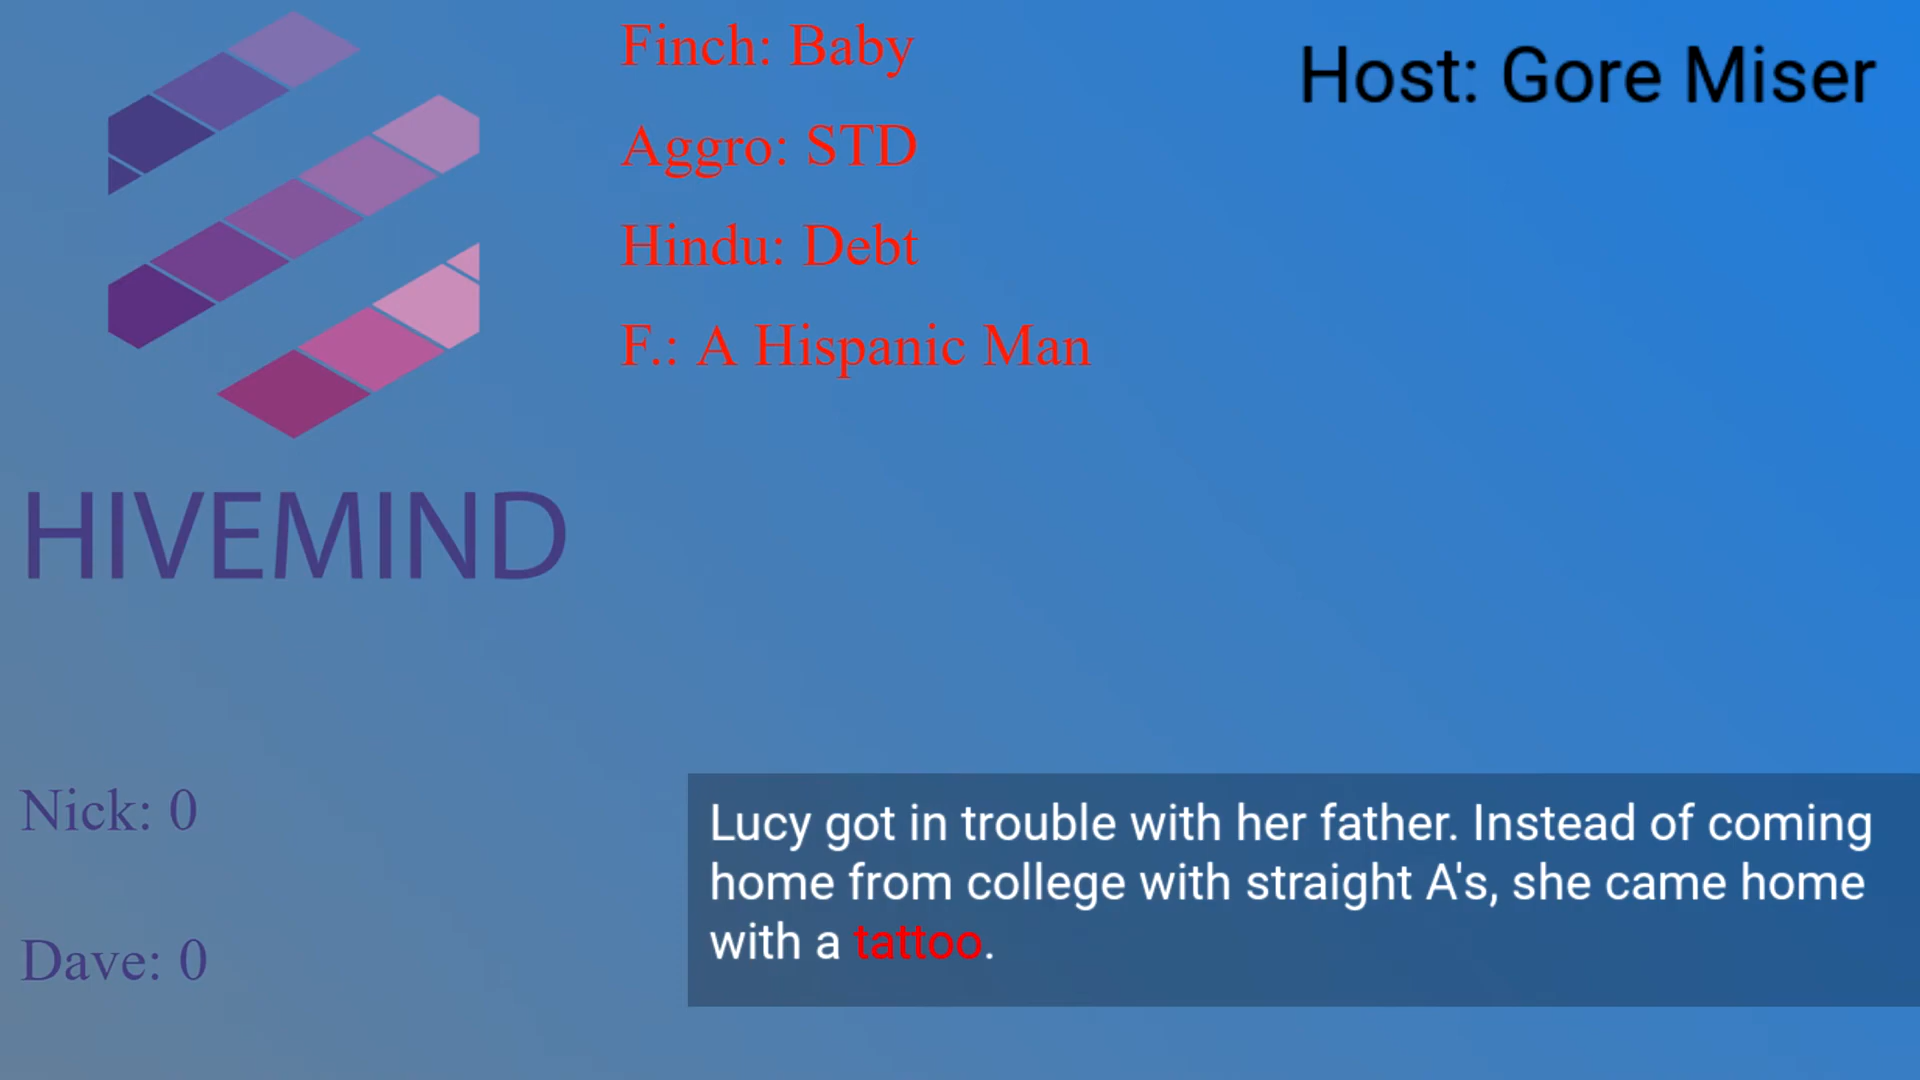 Finch: Baby
Aggro: STD
Hindu: Debt
F.: A Hispanic Man
Host: Gore Miser
HIVEMIND
Nick: 0
Dave: 0
Lucy got in trouble with her father. Instead of coming
home from college with straight A's, she came home
with a tattoo.